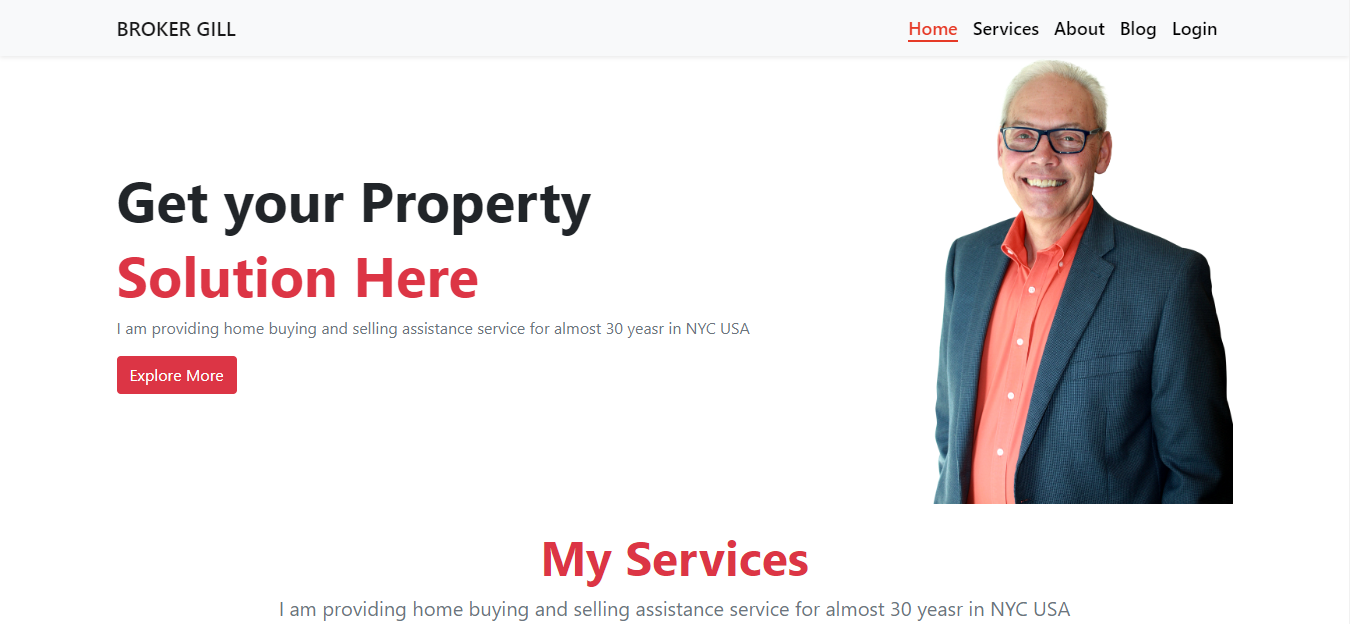 BROKER GILL
Home Services About Blog Login
Get your Property
Solution Here
I am providing home buying and selling assistance service for almost 30 yeasr in NYC USA
Explore More
My Services
I am providing home buying and selling assistance service for almost 30 yeasr in NYC USA